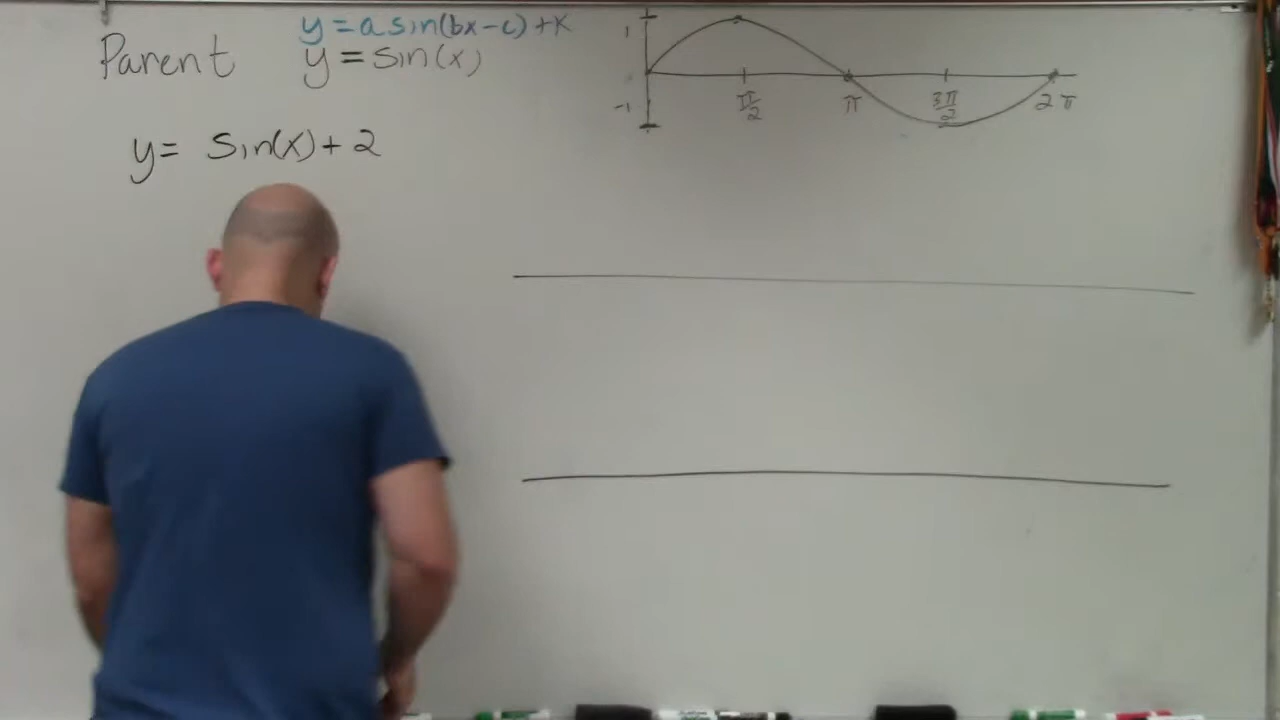 y = a sin(bx-c) + K
Parent y = sin(x)
1
-1
π/2 π 3π/2 2π
y = sin(x) + 2